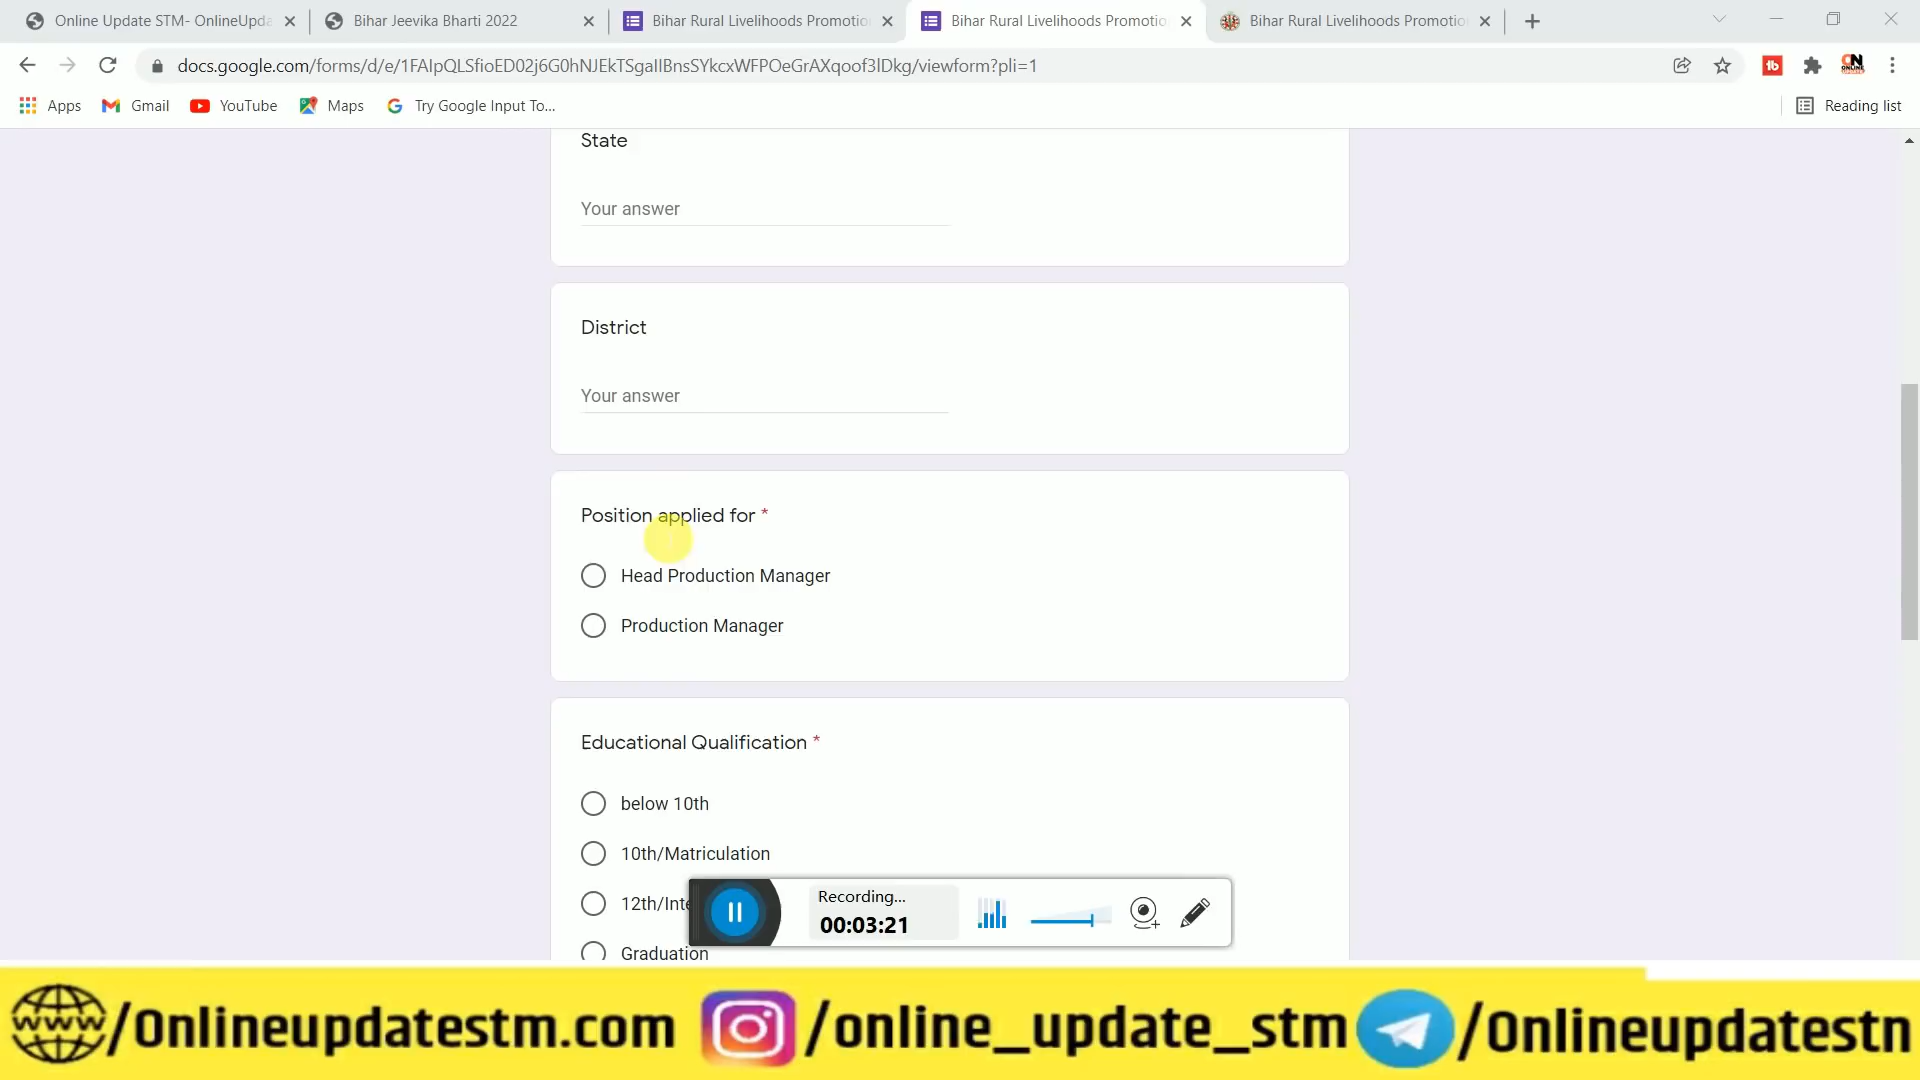 Online Update STM- OnlineUpda
Bihar Jeevika Bharti 2022
Bihar Rural Livelihoods Promotio
Bihar Rural Livelihoods Promotio
Bihar Rural Livelihoods Promotio
docs.google.com/forms/d/e/1FAIpQLSfioED02j6G0hNJEkTSgaIIBnsSYkcxWFPOeGrAXqoof3lDkg/viewform?pli=1
Apps
Gmail
YouTube
Maps
Try Google Input To...
Reading list
State
Your answer
District
Your answer
Position applied for *
Head Production Manager
Production Manager
Educational Qualification *
below 10th
10th/Matriculation
12th/Inte
Graduation
Recording...
00:03:21
www/Onlineupdatestm.com
/online_update_stm
/Onlineupdatestn